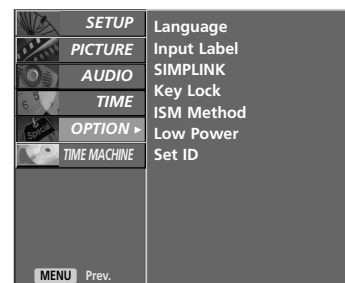 SETUP
PICTURE
AUDIO
TIME
OPTION ►
TIME MACHINE
Language
Input Label
SIMPLINK
Key Lock
ISM Method
Low Power
Set ID
MENU Prev.